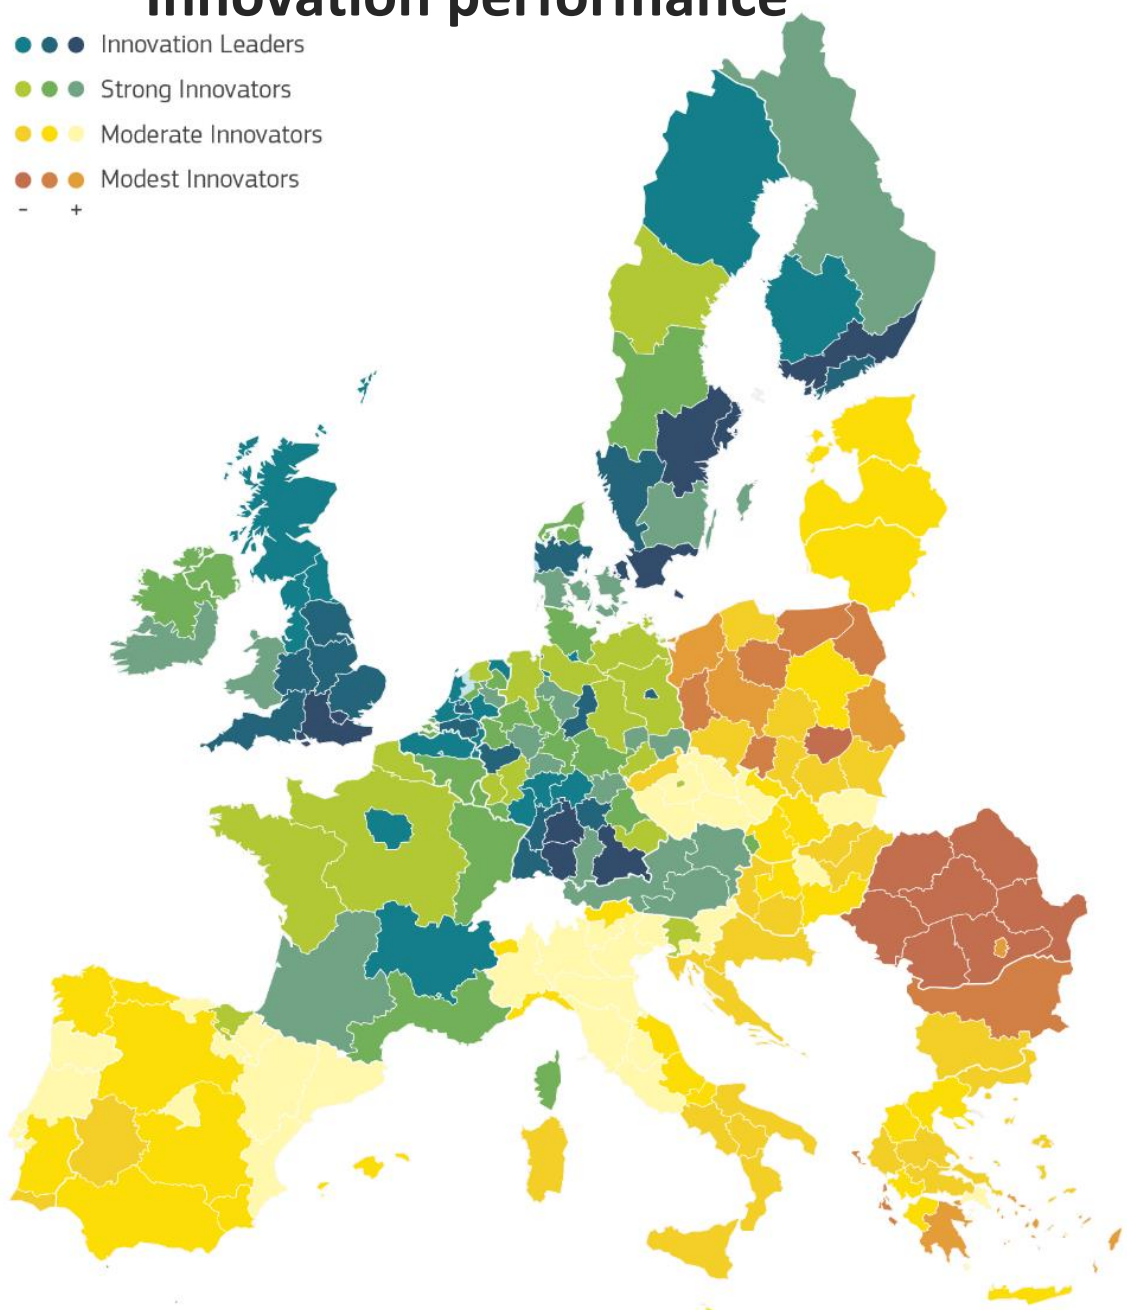 Innovation performance
Innovation Leaders
Strong Innovators
Moderate Innovators
Modest Innovators
- +